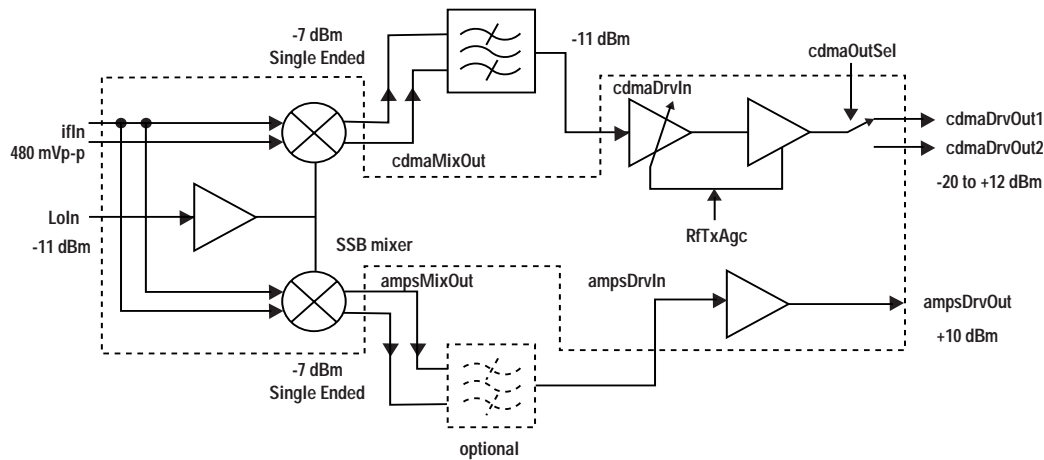 -7 dBm
Single Ended
-11 dBm
cdmaOutSel
cdmaDrvIn
ifIn
480 mVp-p
cdmaMixOut
cdmaDrvOut1
cdmaDrvOut2
-20 to +12 dBm
LoIn
-11 dBm
RfTxAgc
SSB mixer
ampsMixOut
ampsDrvIn
ampsDrvOut
+10 dBm
-7 dBm
Single Ended
optional